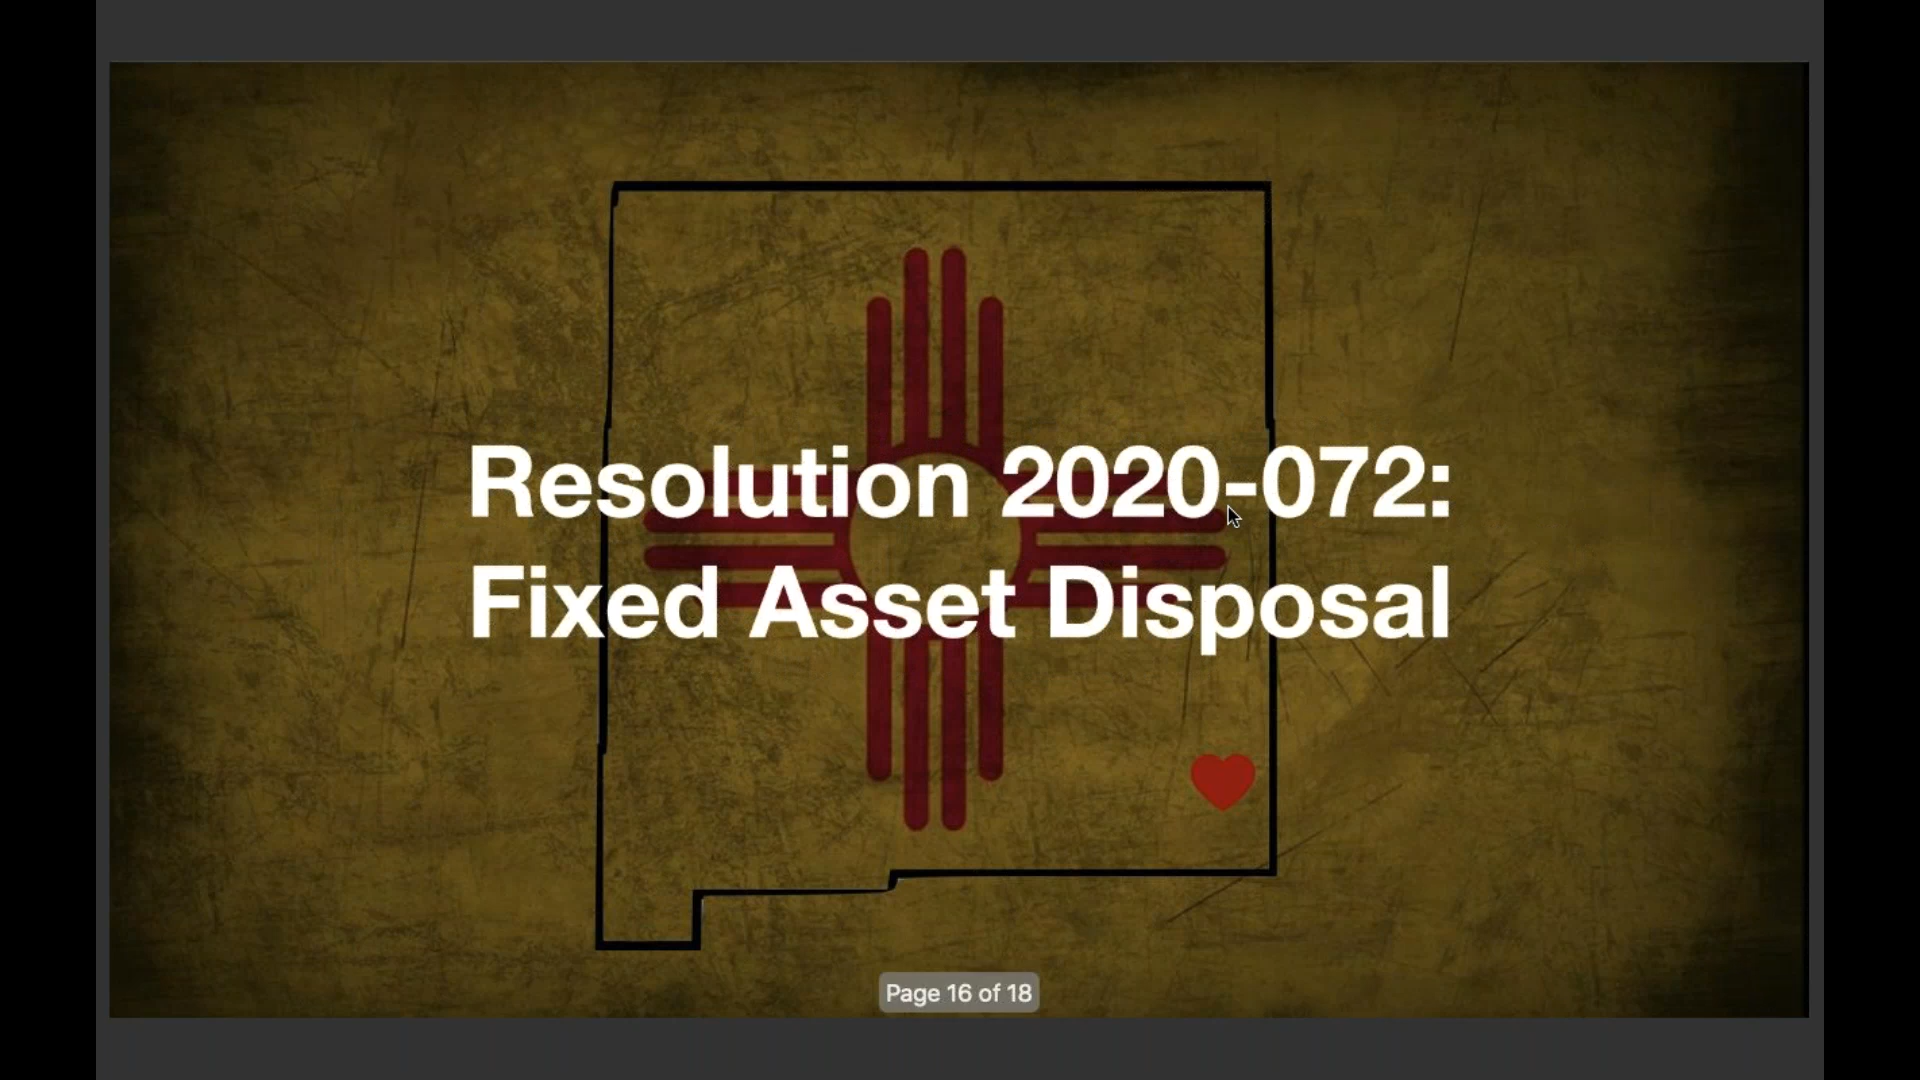 Resolution 2020-072:
Fixed Asset Disposal
Page 16 of 18